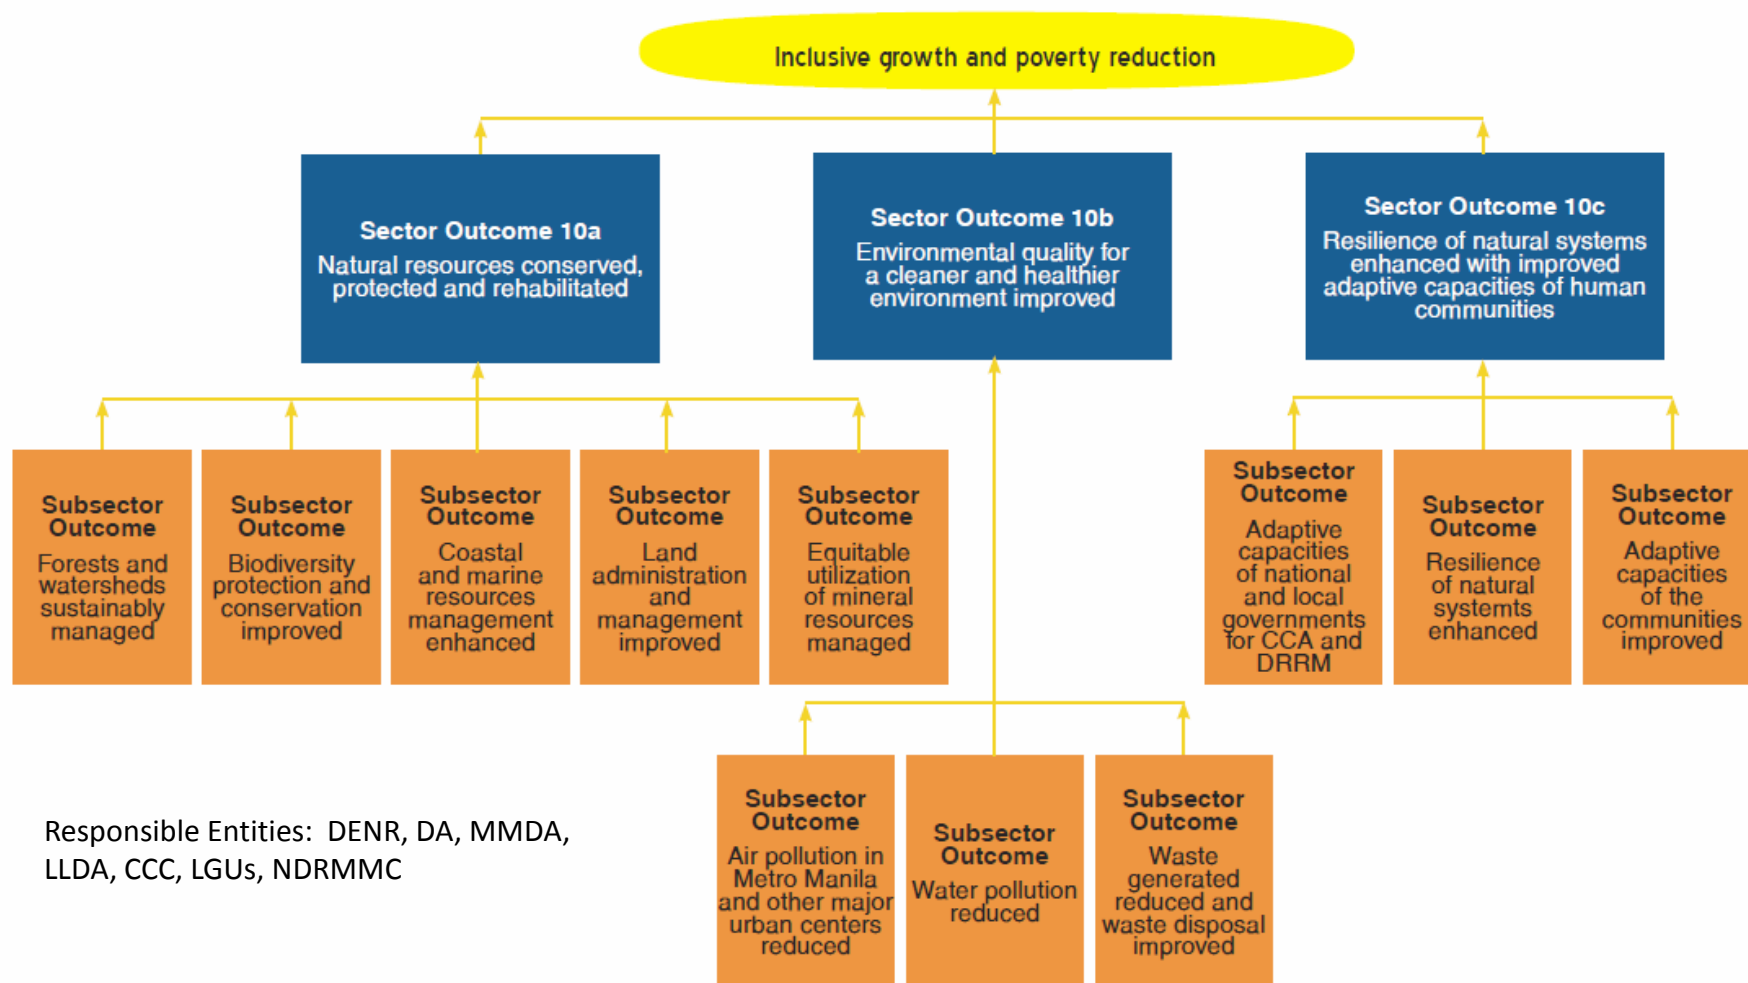 Inclusive growth and poverty reduction
Sector Outcome 10a
Natural resources conserved,
protected and rehabilitated
Sector Outcome 10b
Environmental quality for
a cleaner and healthier
environment improved
Sector Outcome 10c
Resilience of natural systems
enhanced with improved
adaptive capacities of human
communities
Subsector
Outcome
Forests and
watersheds
sustainably
managed
Subsector
Outcome
Biodiversity
protection and
conservation
improved
Subsector
Outcome
Coastal
and marine
resources
management
enhanced
Subsector
Outcome
Land
administration
and
management
improved
Subsector
Outcome
Equitable
utilization
of mineral
resources
managed
Subsector
Outcome
Adaptive
capacities
of national
and local
governments
for CCA and
DRRM
Subsector
Outcome
Resilience
of natural
systemts
enhanced
Subsector
Outcome
Adaptive
capacities
of the
communities
improved
Subsector
Outcome
Air pollution in
Metro Manila
and other major
urban centers
reduced
Subsector
Outcome
Water pollution
reduced
Subsector
Outcome
Waste
generated
reduced and
waste disposal
improved
Responsible Entities:  DENR, DA, MMDA,
LLDA, CCC, LGUs, NDRMMC